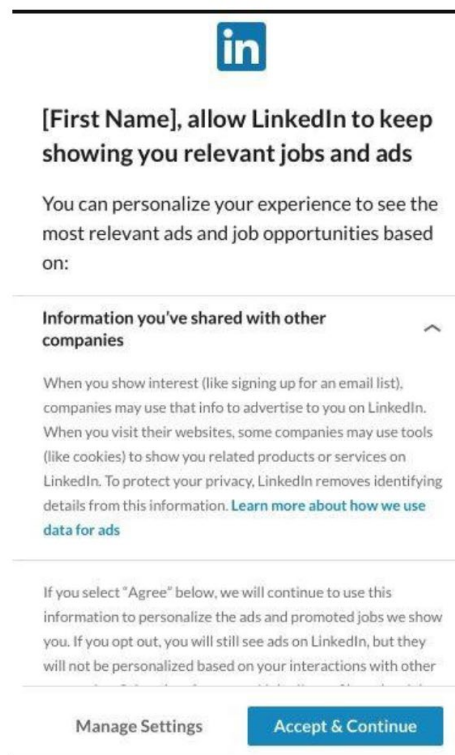 in
[First Name], allow LinkedIn to keep
showing you relevant jobs and ads
You can personalize your experience to see the
most relevant ads and job opportunities based
on:
Information you've shared with other
companies
When you show interest (like signing up for an email list),
companies may use that info to advertise to you on LinkedIn.
When you visit their websites, some companies may use tools
(like cookies) to show you related products or services on
LinkedIn. To protect your privacy, LinkedIn removes identifying
details from this information. Learn more about how we use
data for ads
If you select "Agree" below, we will continue to use this
information to personalize the ads and promoted jobs we show
you. If you opt out, you will still see ads on LinkedIn, but they
will not be personalized based on your interactions with other
Manage Settings
Accept & Continue